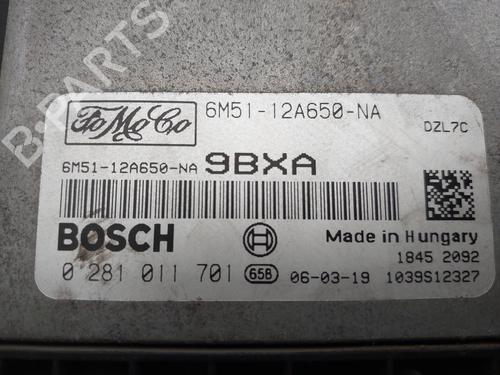 B-PARTS
FoMoCo
6M51-12A650-NA
DZL7C
6M51-12A650-NA 9BXA
BOSCH
Made in Hungary
1845 2092
0 281 011 701 65B 06-03-19 1039S12327